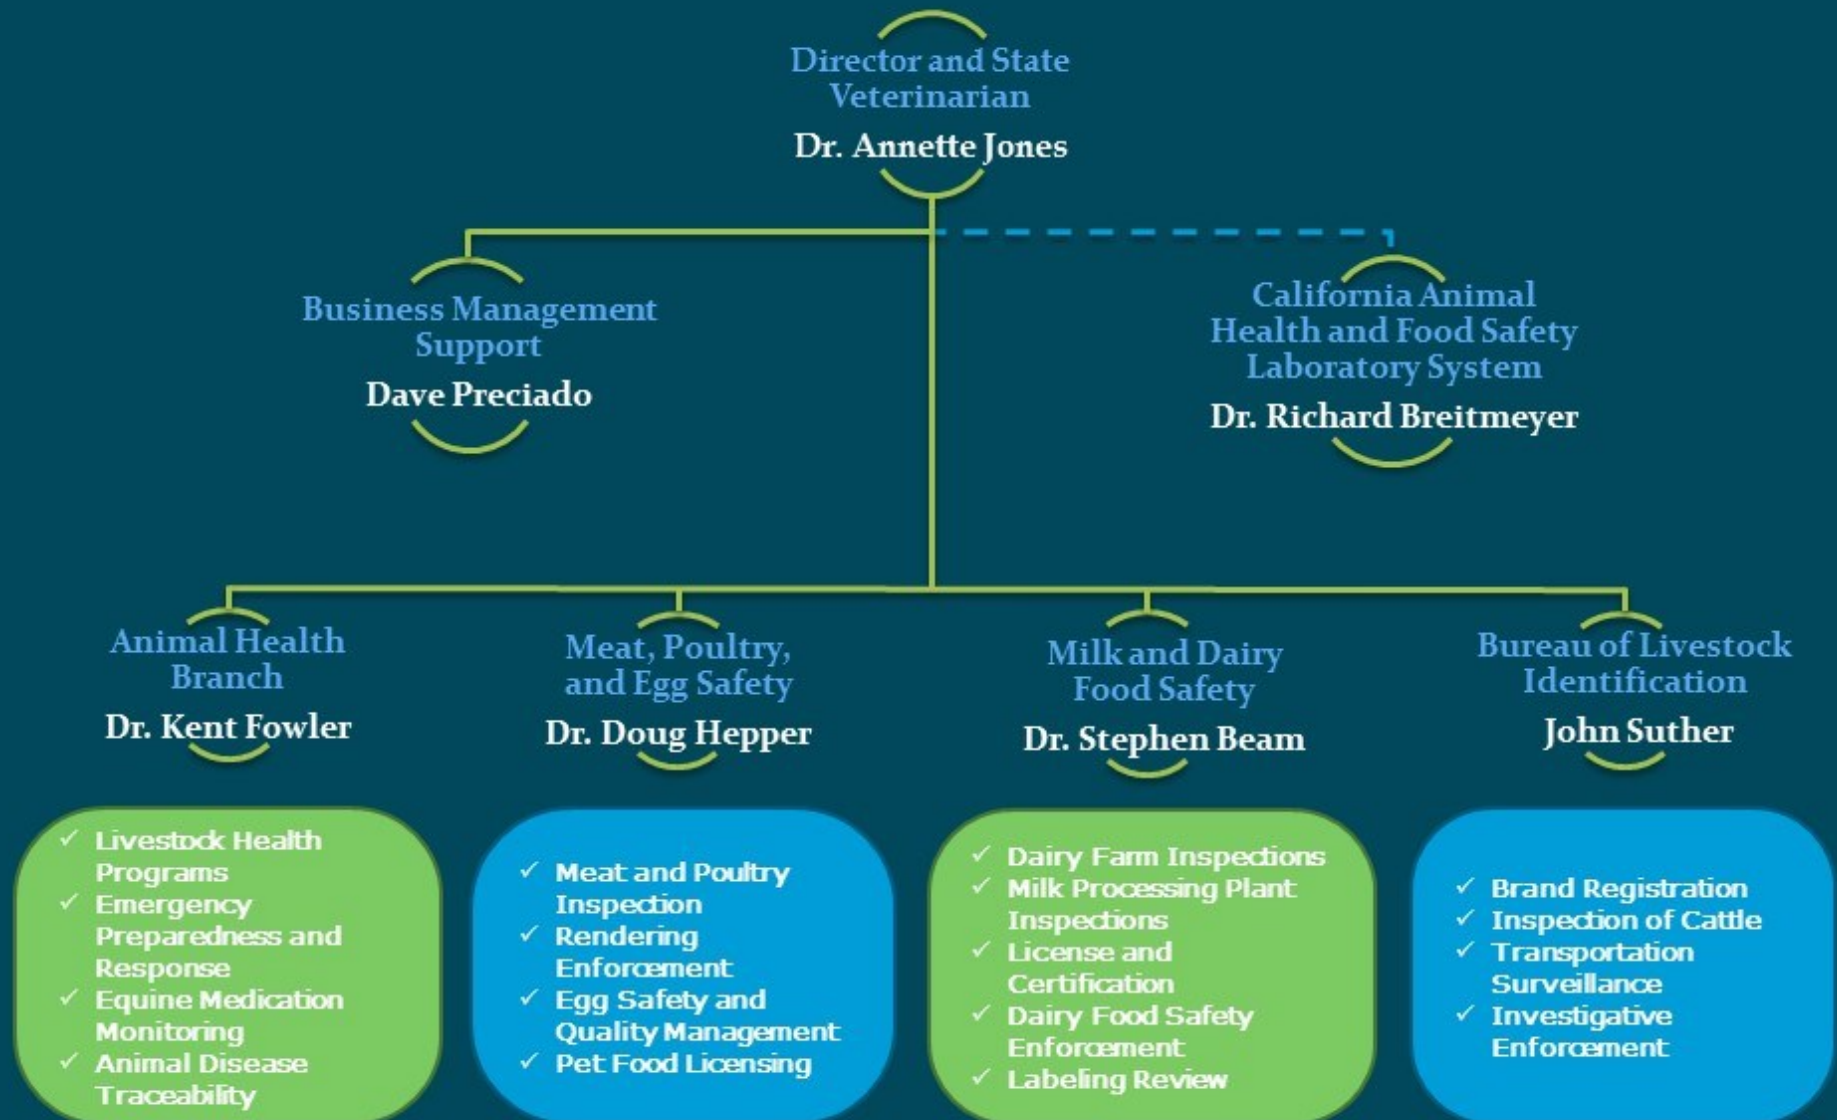 Director and State
Veterinarian
Dr. Annette Jones
Business Management
Support
Dave Preciado
California Animal
Health and Food Safety
Laboratory System
Dr. Richard Breitmeyer
Animal Health
Branch
Dr. Kent Fowler
Meat, Poultry,
and Egg Safety
Dr. Doug Hepper
Milk and Dairy
Food Safety
Dr. Stephen Beam
Bureau of Livestock
Identification
John Suther
✓ Livestock Health
Programs
✓ Emergency
Preparedness and
Response
✓ Equine Medication
Monitoring
✓ Animal Disease
Traceability
✓ Meat and Poultry
Inspection
✓ Rendering
Enforcement
✓ Egg Safety and
Quality Management
✓ Pet Food Licensing
✓ Dairy Farm Inspections
✓ Milk Processing Plant
Inspections
✓ License and
Certification
✓ Dairy Food Safety
Enforcement
✓ Labeling Review
✓ Brand Registration
✓ Inspection of Cattle
✓ Transportation
Surveillance
✓ Investigative
Enforcement